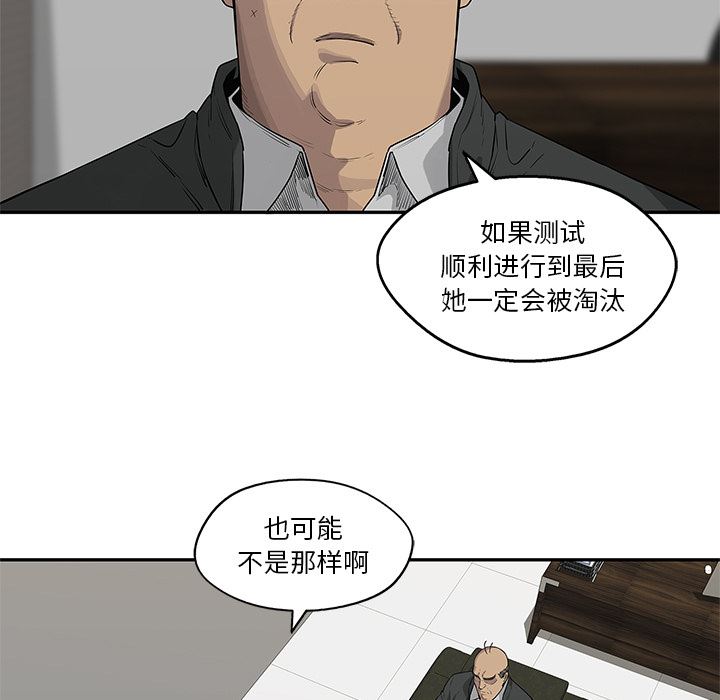 如果测试
顺利进行到最后
她一定会被淘汰
也可能
不是那样啊